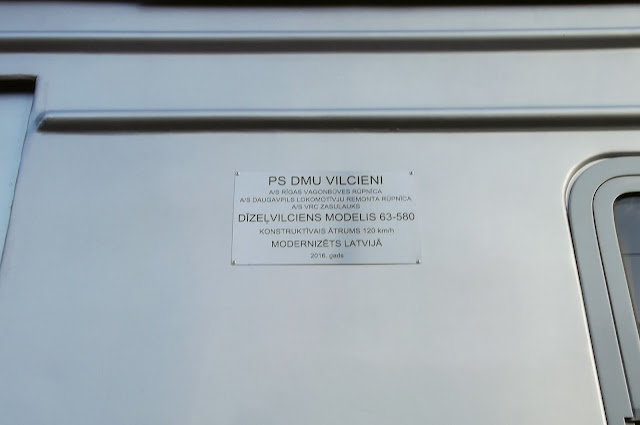 PS DMU VILCIENI
A/S RĪGAS VAGONBŪVES RŪPNĪCA
A/S DAUGAVPILS LOKOMOTĪVJU REMONTA RŪPNĪCA
A/S VRC ZASULAUKS
DĪZEĻVILCIENS MODELIS 63-580
KONSTRUKTĪVAIS ĀTRUMS 120 km/h
MODERNIZĒTS LATVIJĀ
2016. gads